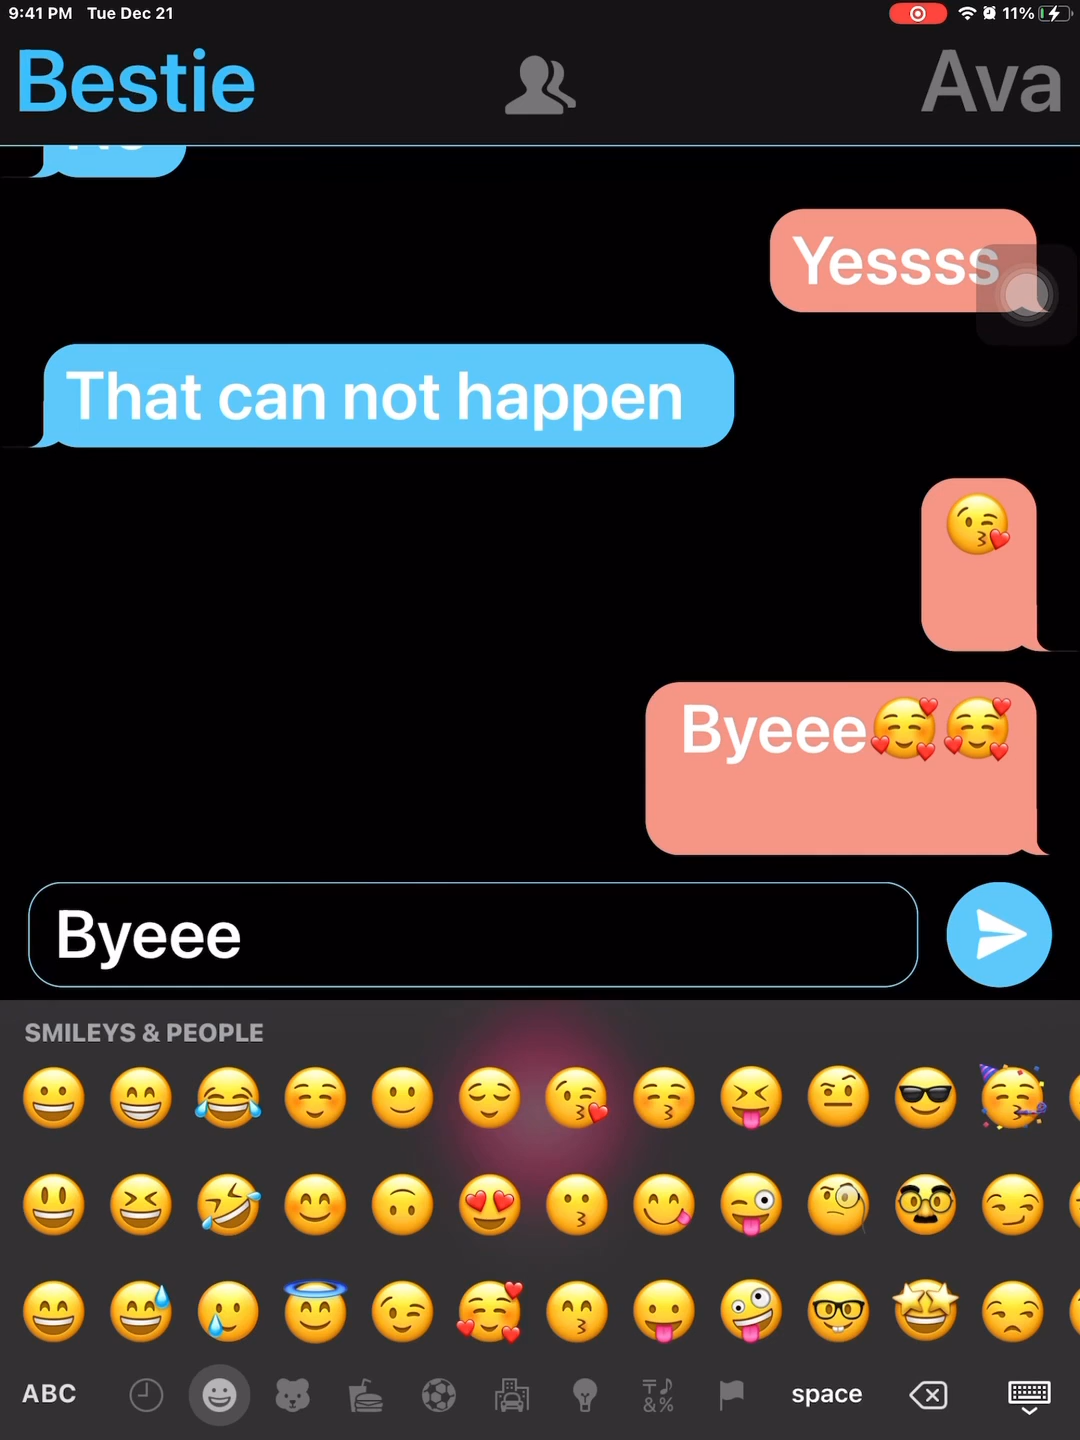 9:41 PM Tue Dec 21 11%
Bestie Ava
Yessss
That can not happen
😘
Byeee🥰🥰
Byeee
SMILEYS & PEOPLE
ABC space